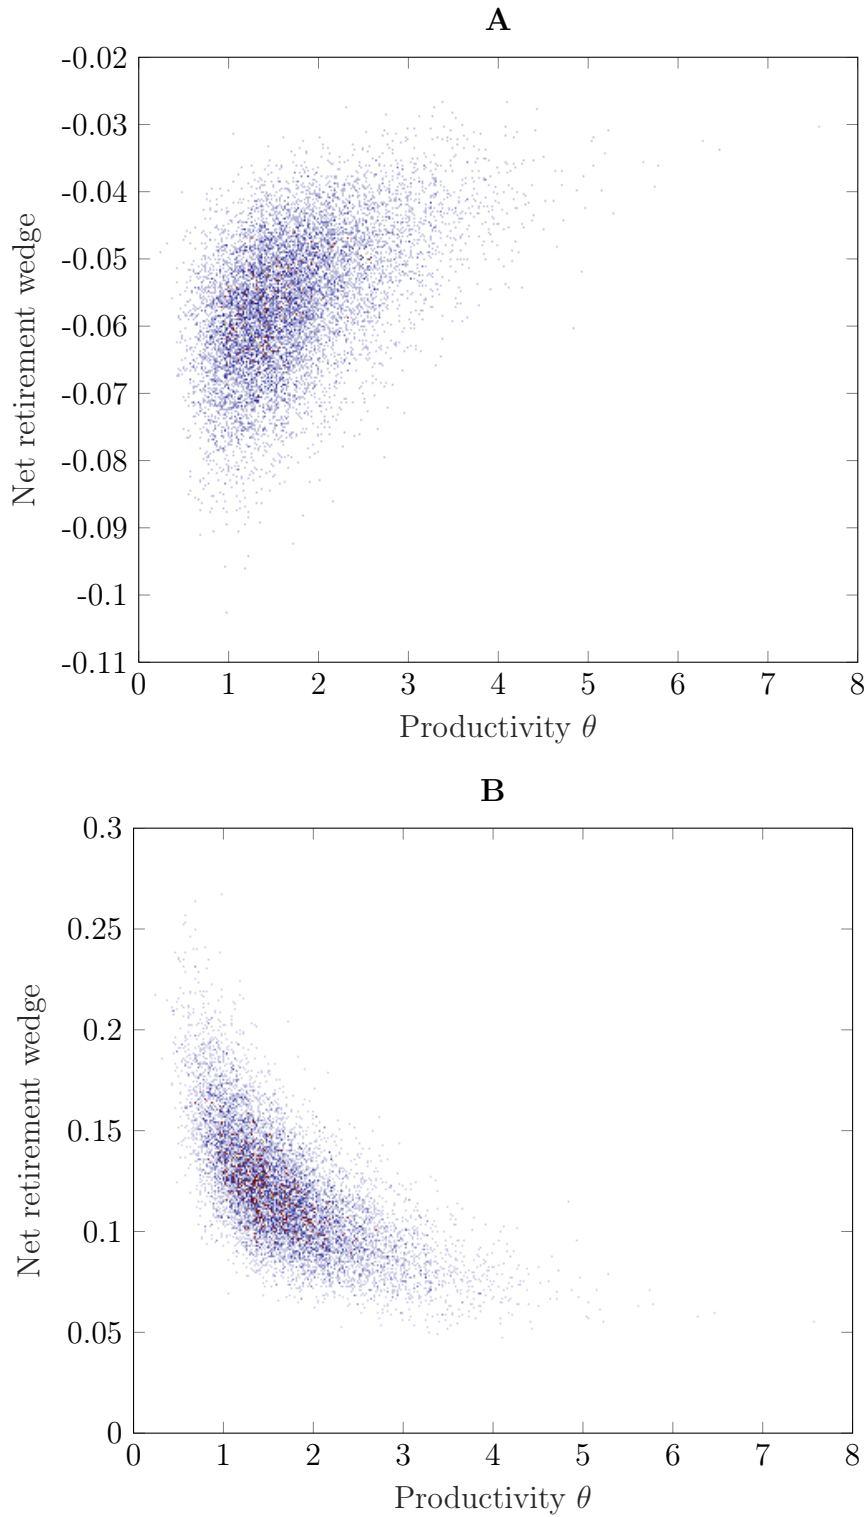 A
-0.02
-0.03
-0.04
-0.05
-0.06
-0.07
-0.08
-0.09
-0.1
-0.11
Net retirement wedge
0 1 2 3 4 5 6 7 8
Productivity θ
B
0.3
0.25
0.2
0.15
0.1
0.05
0
Net retirement wedge
0 1 2 3 4 5 6 7 8
Productivity θ